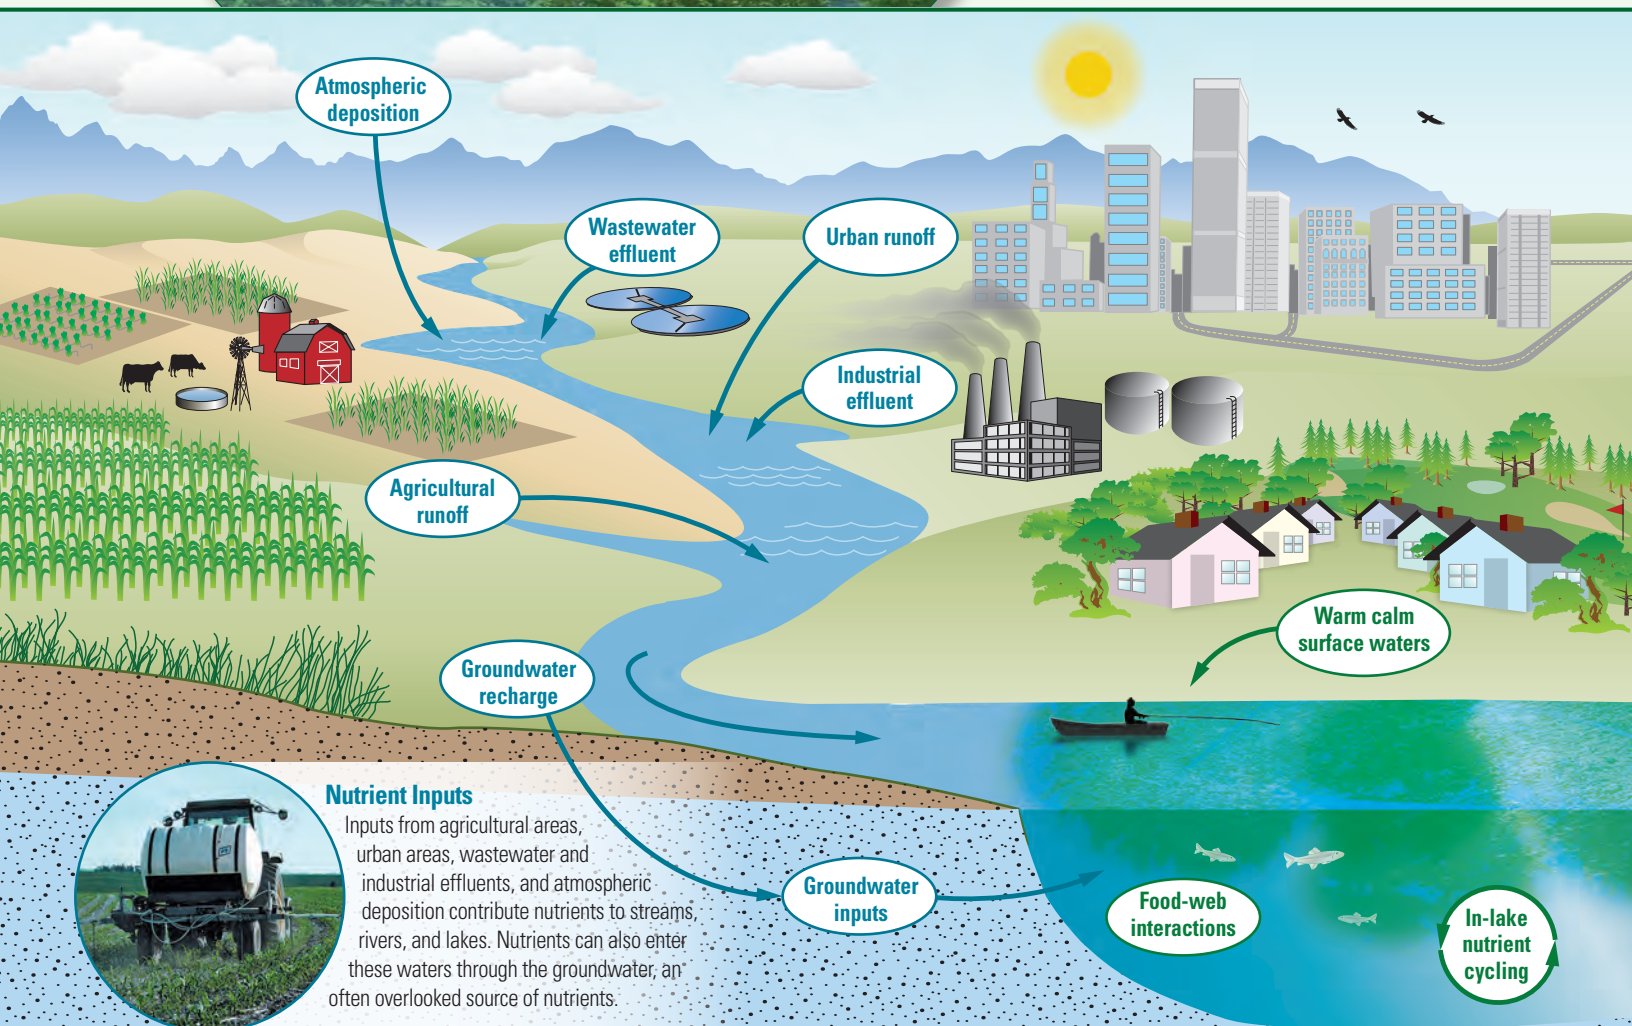 Atmospheric
deposition
Wastewater
effluent
Urban runoff
Industrial
effluent
Agricultural
runoff
Warm calm
surface waters
Groundwater
recharge
Nutrient Inputs
Inputs from agricultural areas,
urban areas, wastewater and
industrial effluents, and atmospheric
deposition contribute nutrients to streams,
rivers, and lakes. Nutrients can also enter
these waters through the groundwater, an
often overlooked source of nutrients.
Groundwater
inputs
Food-web
interactions
In-lake
nutrient
cycling